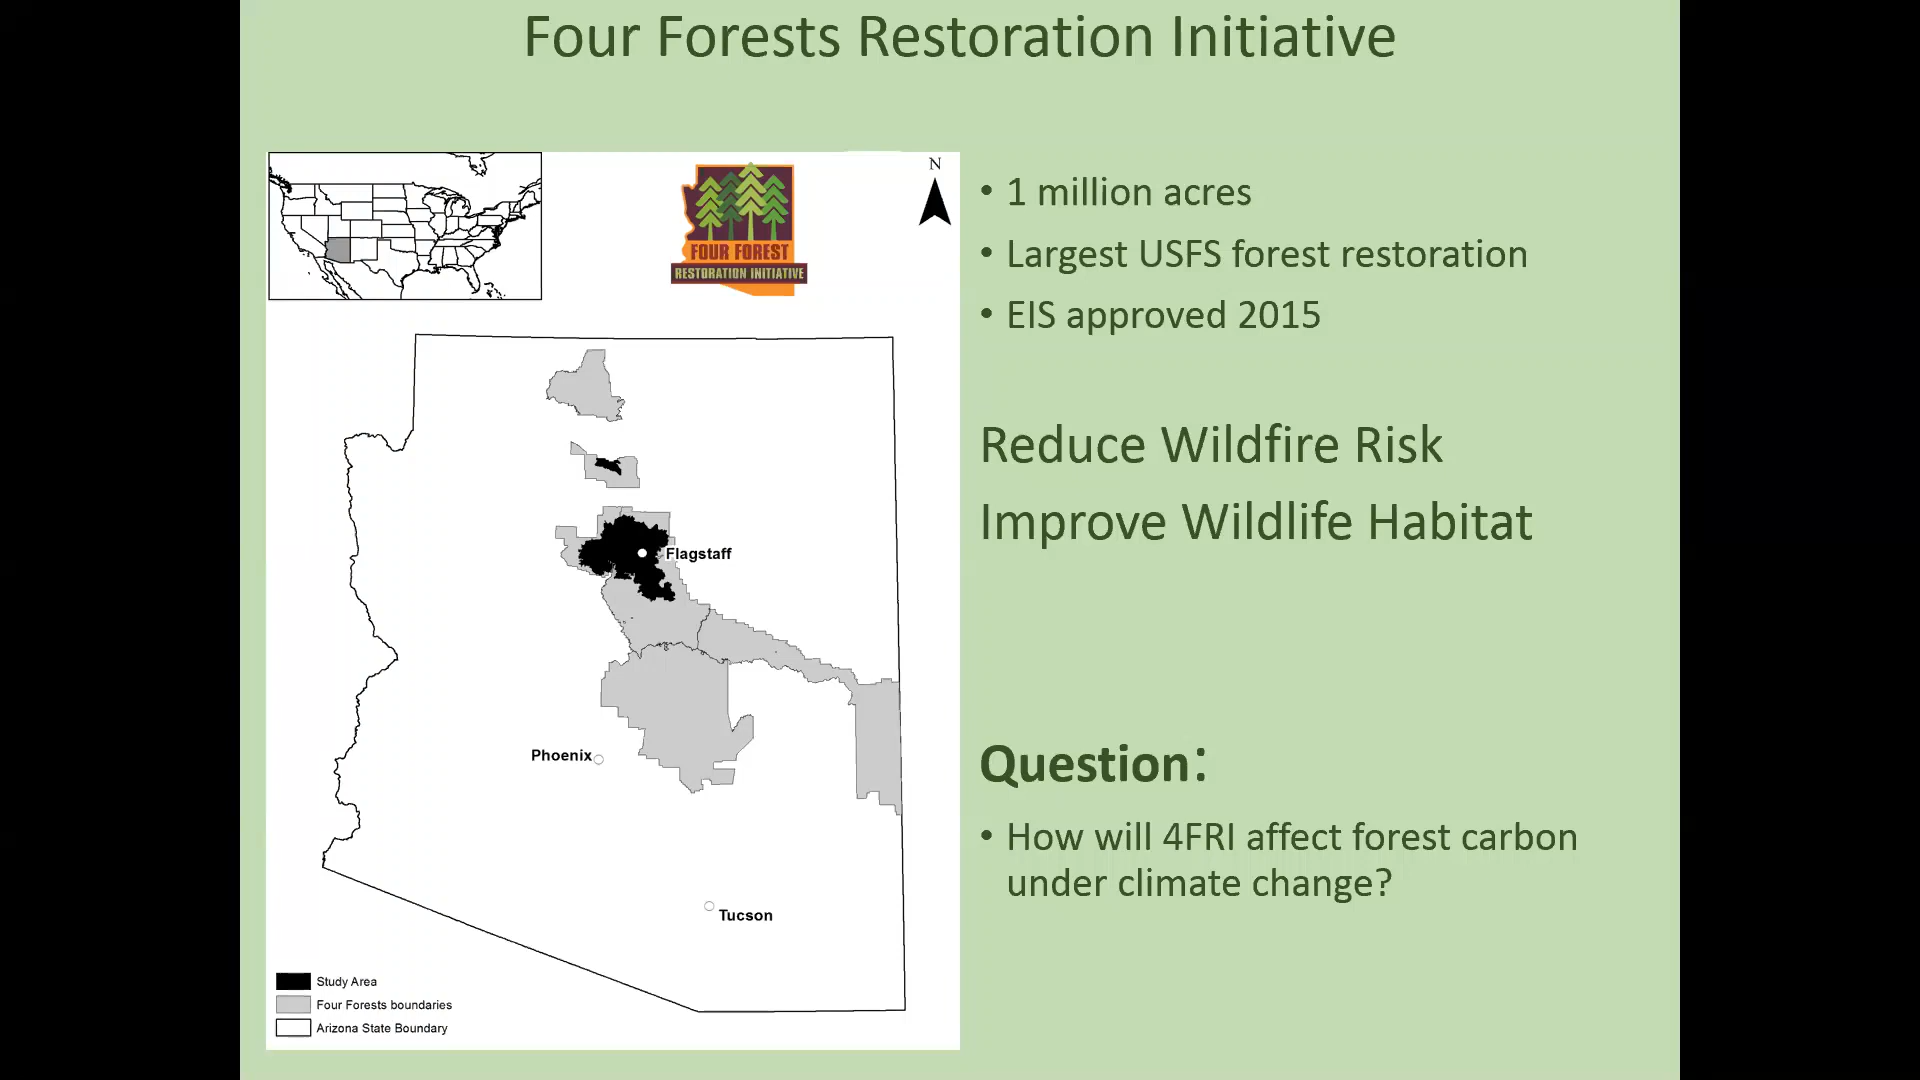 Four Forests Restoration Initiative
N
FOUR FOREST
RESTORATION INITIATIVE
Flagstaff
Phoenix
Tucson
Study Area
Four Forests boundaries
Arizona State Boundary
• 1 million acres
• Largest USFS forest restoration
• EIS approved 2015
Reduce Wildfire Risk
Improve Wildlife Habitat
Question:
• How will 4FRI affect forest carbon
under climate change?